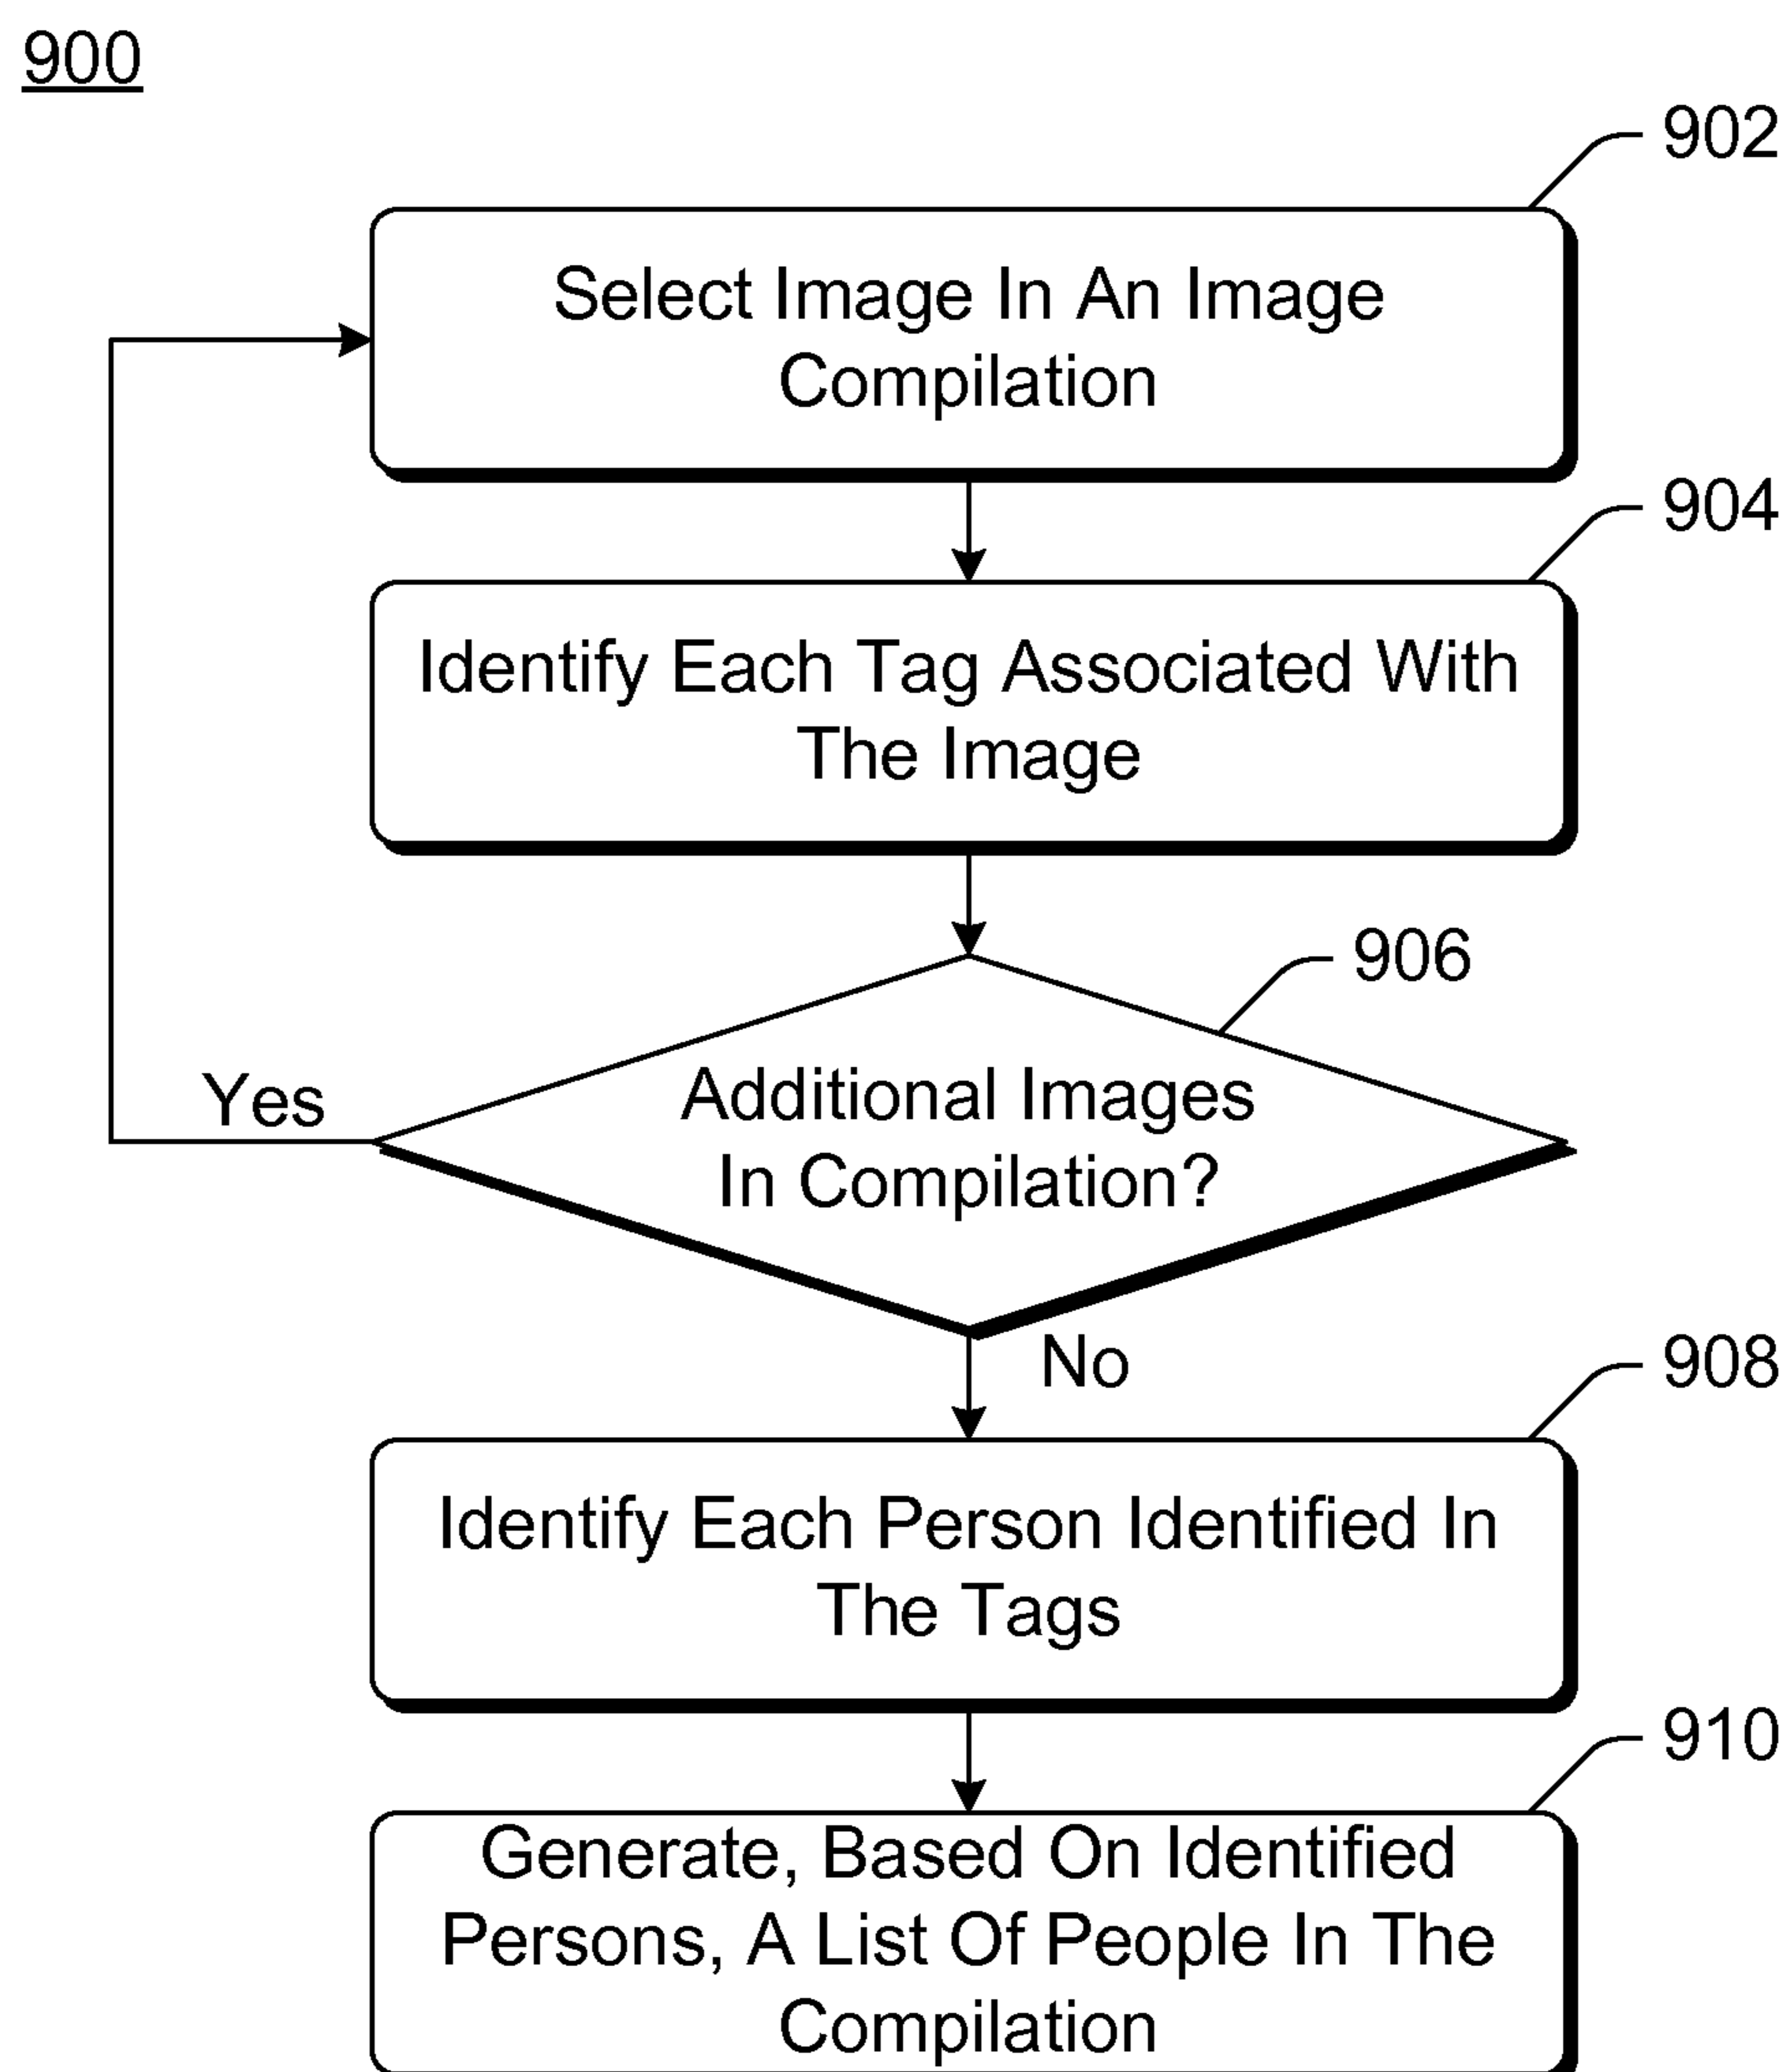 900
902
Select Image In An Image
Compilation
904
Identify Each Tag Associated With
The Image
906
Additional Images
In Compilation?
Yes
No
908
Identify Each Person Identified In
The Tags
910
Generate, Based On Identified
Persons, A List Of People In The
Compilation